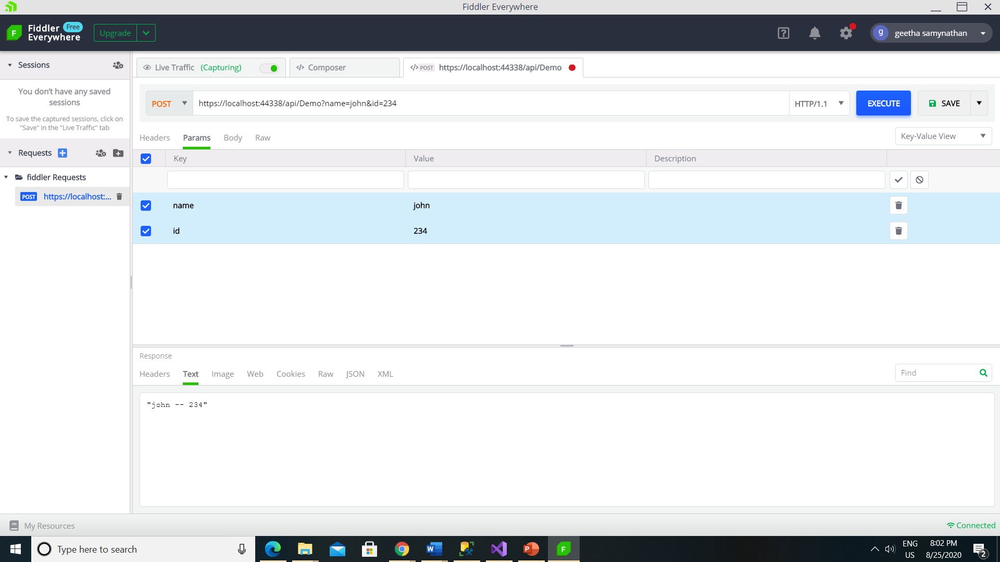 Fiddler Everywhere
Fiddler Free
Everywhere
Upgrade
g geetha samynathan
Sessions
You don't have any saved
sessions
To save the captured sessions, click on
"Save" in the "Live Traffic" tab
Requests
fiddler Requests
POST https://localhost:...
Live Traffic (Capturing)
</> Composer
</> POST https://localhost:44338/api/Demo
POST https://localhost:44338/api/Demo?name=john&id=234 HTTP/1.1 EXECUTE SAVE
Headers Params Body Raw Key-Value View
Key Value Description
name john
id 234
Response
Headers Text Image Web Cookies Raw JSON XML Find
"john -- 234"
My Resources Connected
Type here to search
ENG 8:02 PM
US 8/25/2020 2